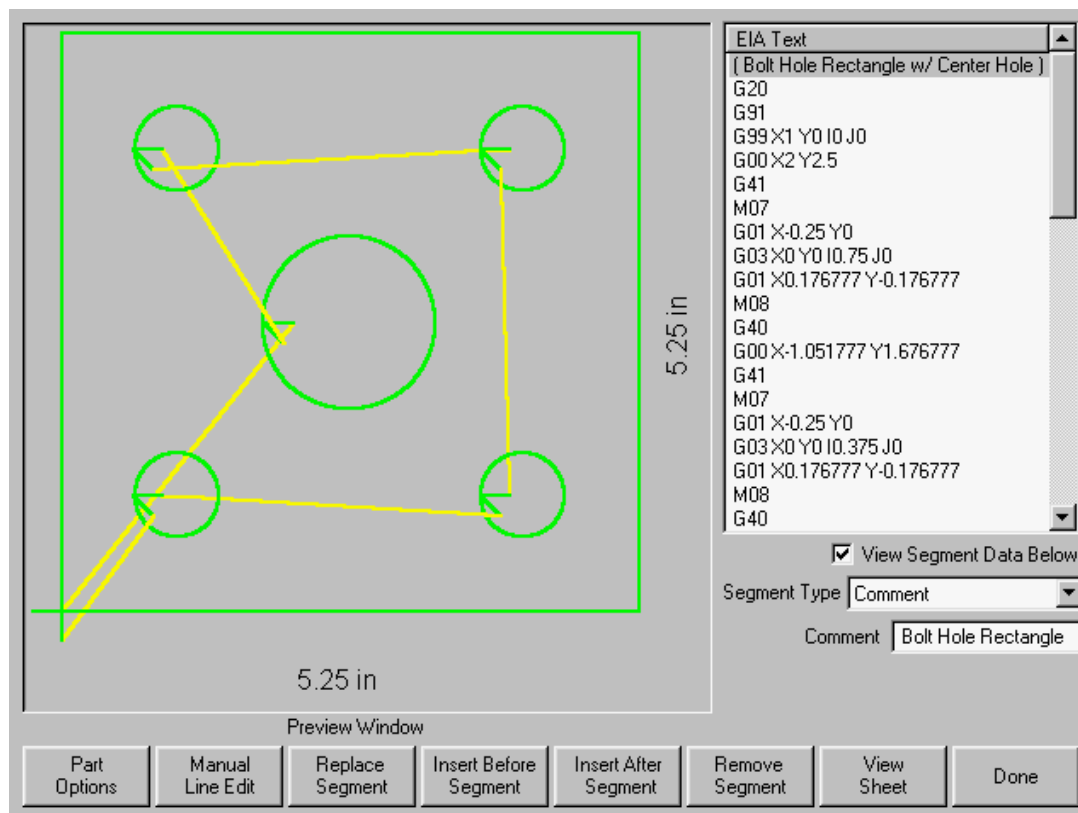 EIA Text
( Bolt Hole Rectangle w/ Center Hole )
G20
G91
G99 X1 Y0 I0 J0
G00 X2 Y2.5
G41
M07
G01 X-0.25 Y0
G03 X0 Y0 I0.75 J0
G01 X0.176777 Y-0.176777
M08
G40
G00 X-1.051777 Y1.676777
G41
M07
G01 X-0.25 Y0
G03 X0 Y0 I0.375 J0
G01 X0.176777 Y-0.176777
M08
G40
5.25 in
5.25 in
Preview Window
View Segment Data Below
Segment Type Comment
Comment Bolt Hole Rectangle
Part Options
Manual Line Edit
Replace Segment
Insert Before Segment
Insert After Segment
Remove Segment
View Sheet
Done